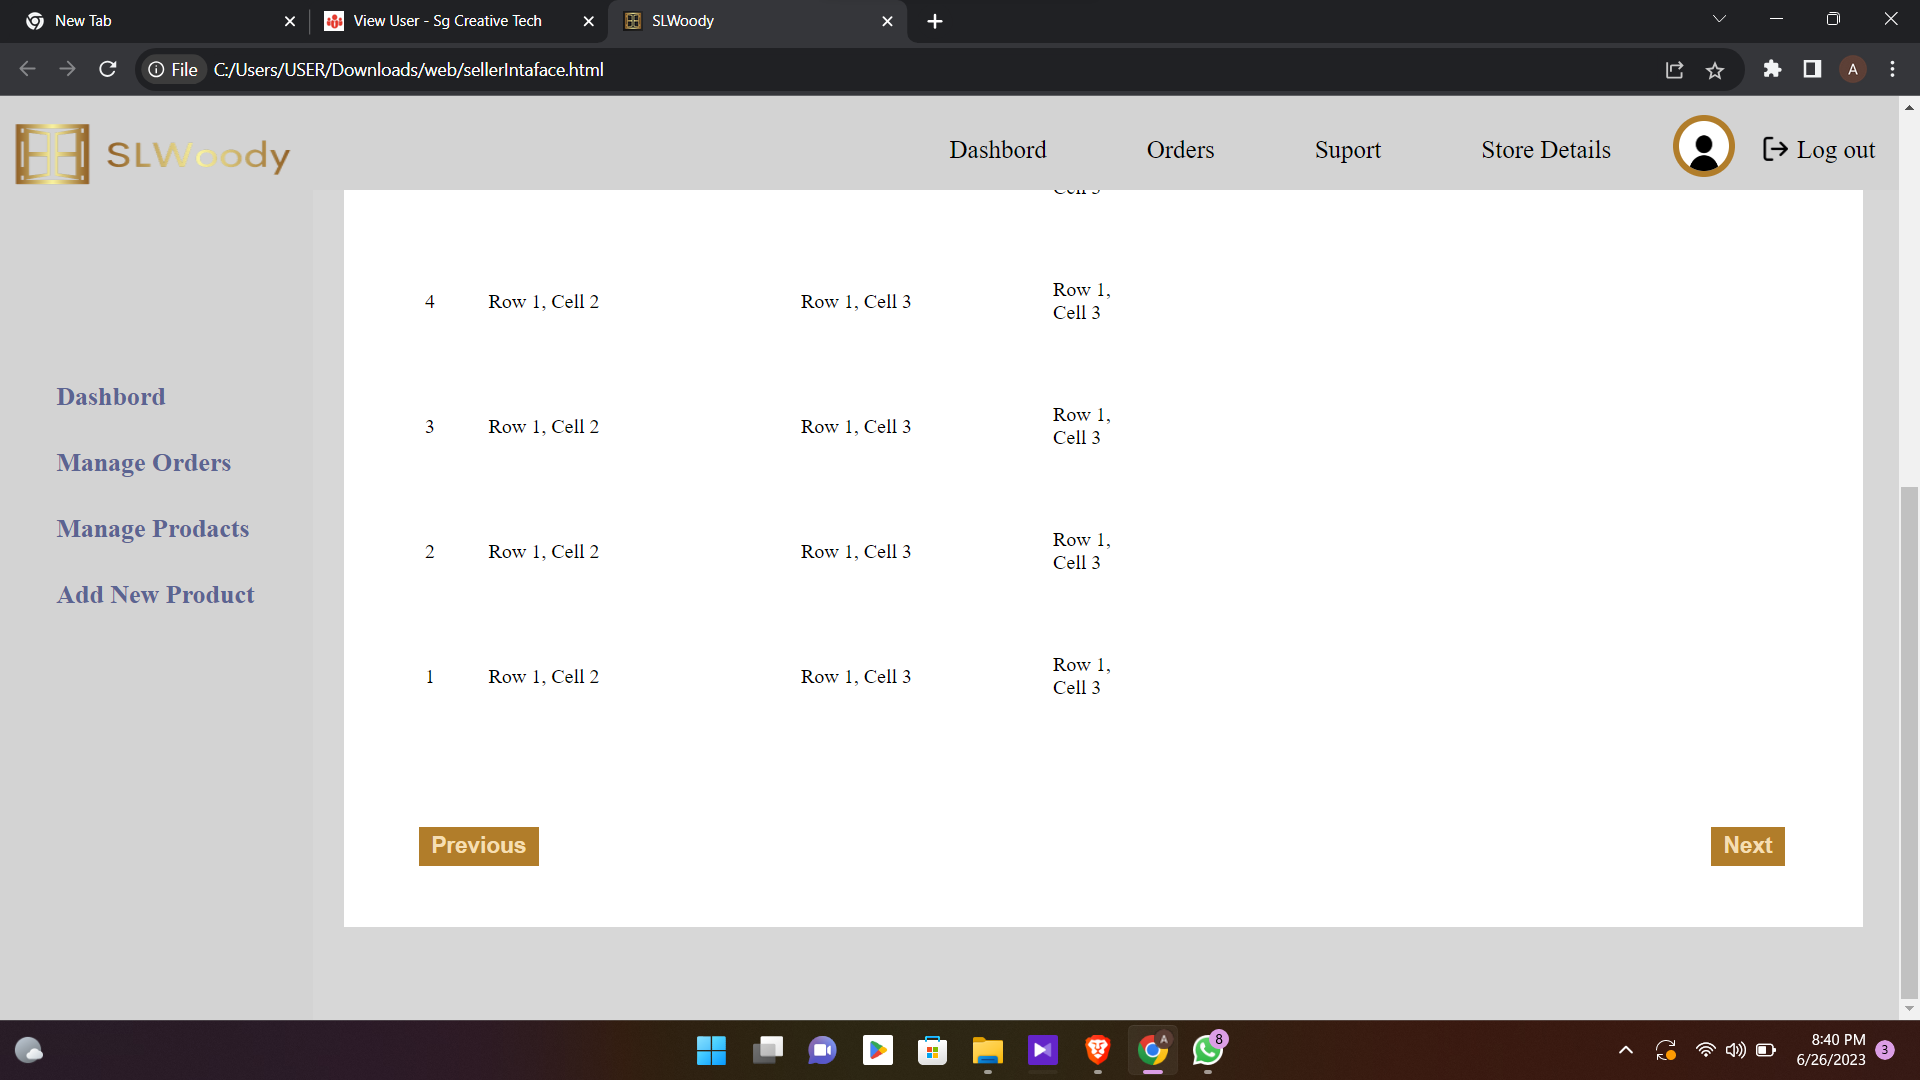 New Tab
View User - Sg Creative Tech
SLWoody
File
C:/Users/USER/Downloads/web/sellerIntaface.html
A
SLWoody
Dashbord
Orders
Suport
Store Details
Log out
Cell 3
4 Row 1, Cell 2 Row 1, Cell 3 Row 1,
Cell 3
3 Row 1, Cell 2 Row 1, Cell 3 Row 1,
Cell 3
2 Row 1, Cell 2 Row 1, Cell 3 Row 1,
Cell 3
1 Row 1, Cell 2 Row 1, Cell 3 Row 1,
Cell 3
Dashbord
Manage Orders
Manage Prodacts
Add New Product
Previous
Next
A
8
8:40 PM
6/26/2023
3